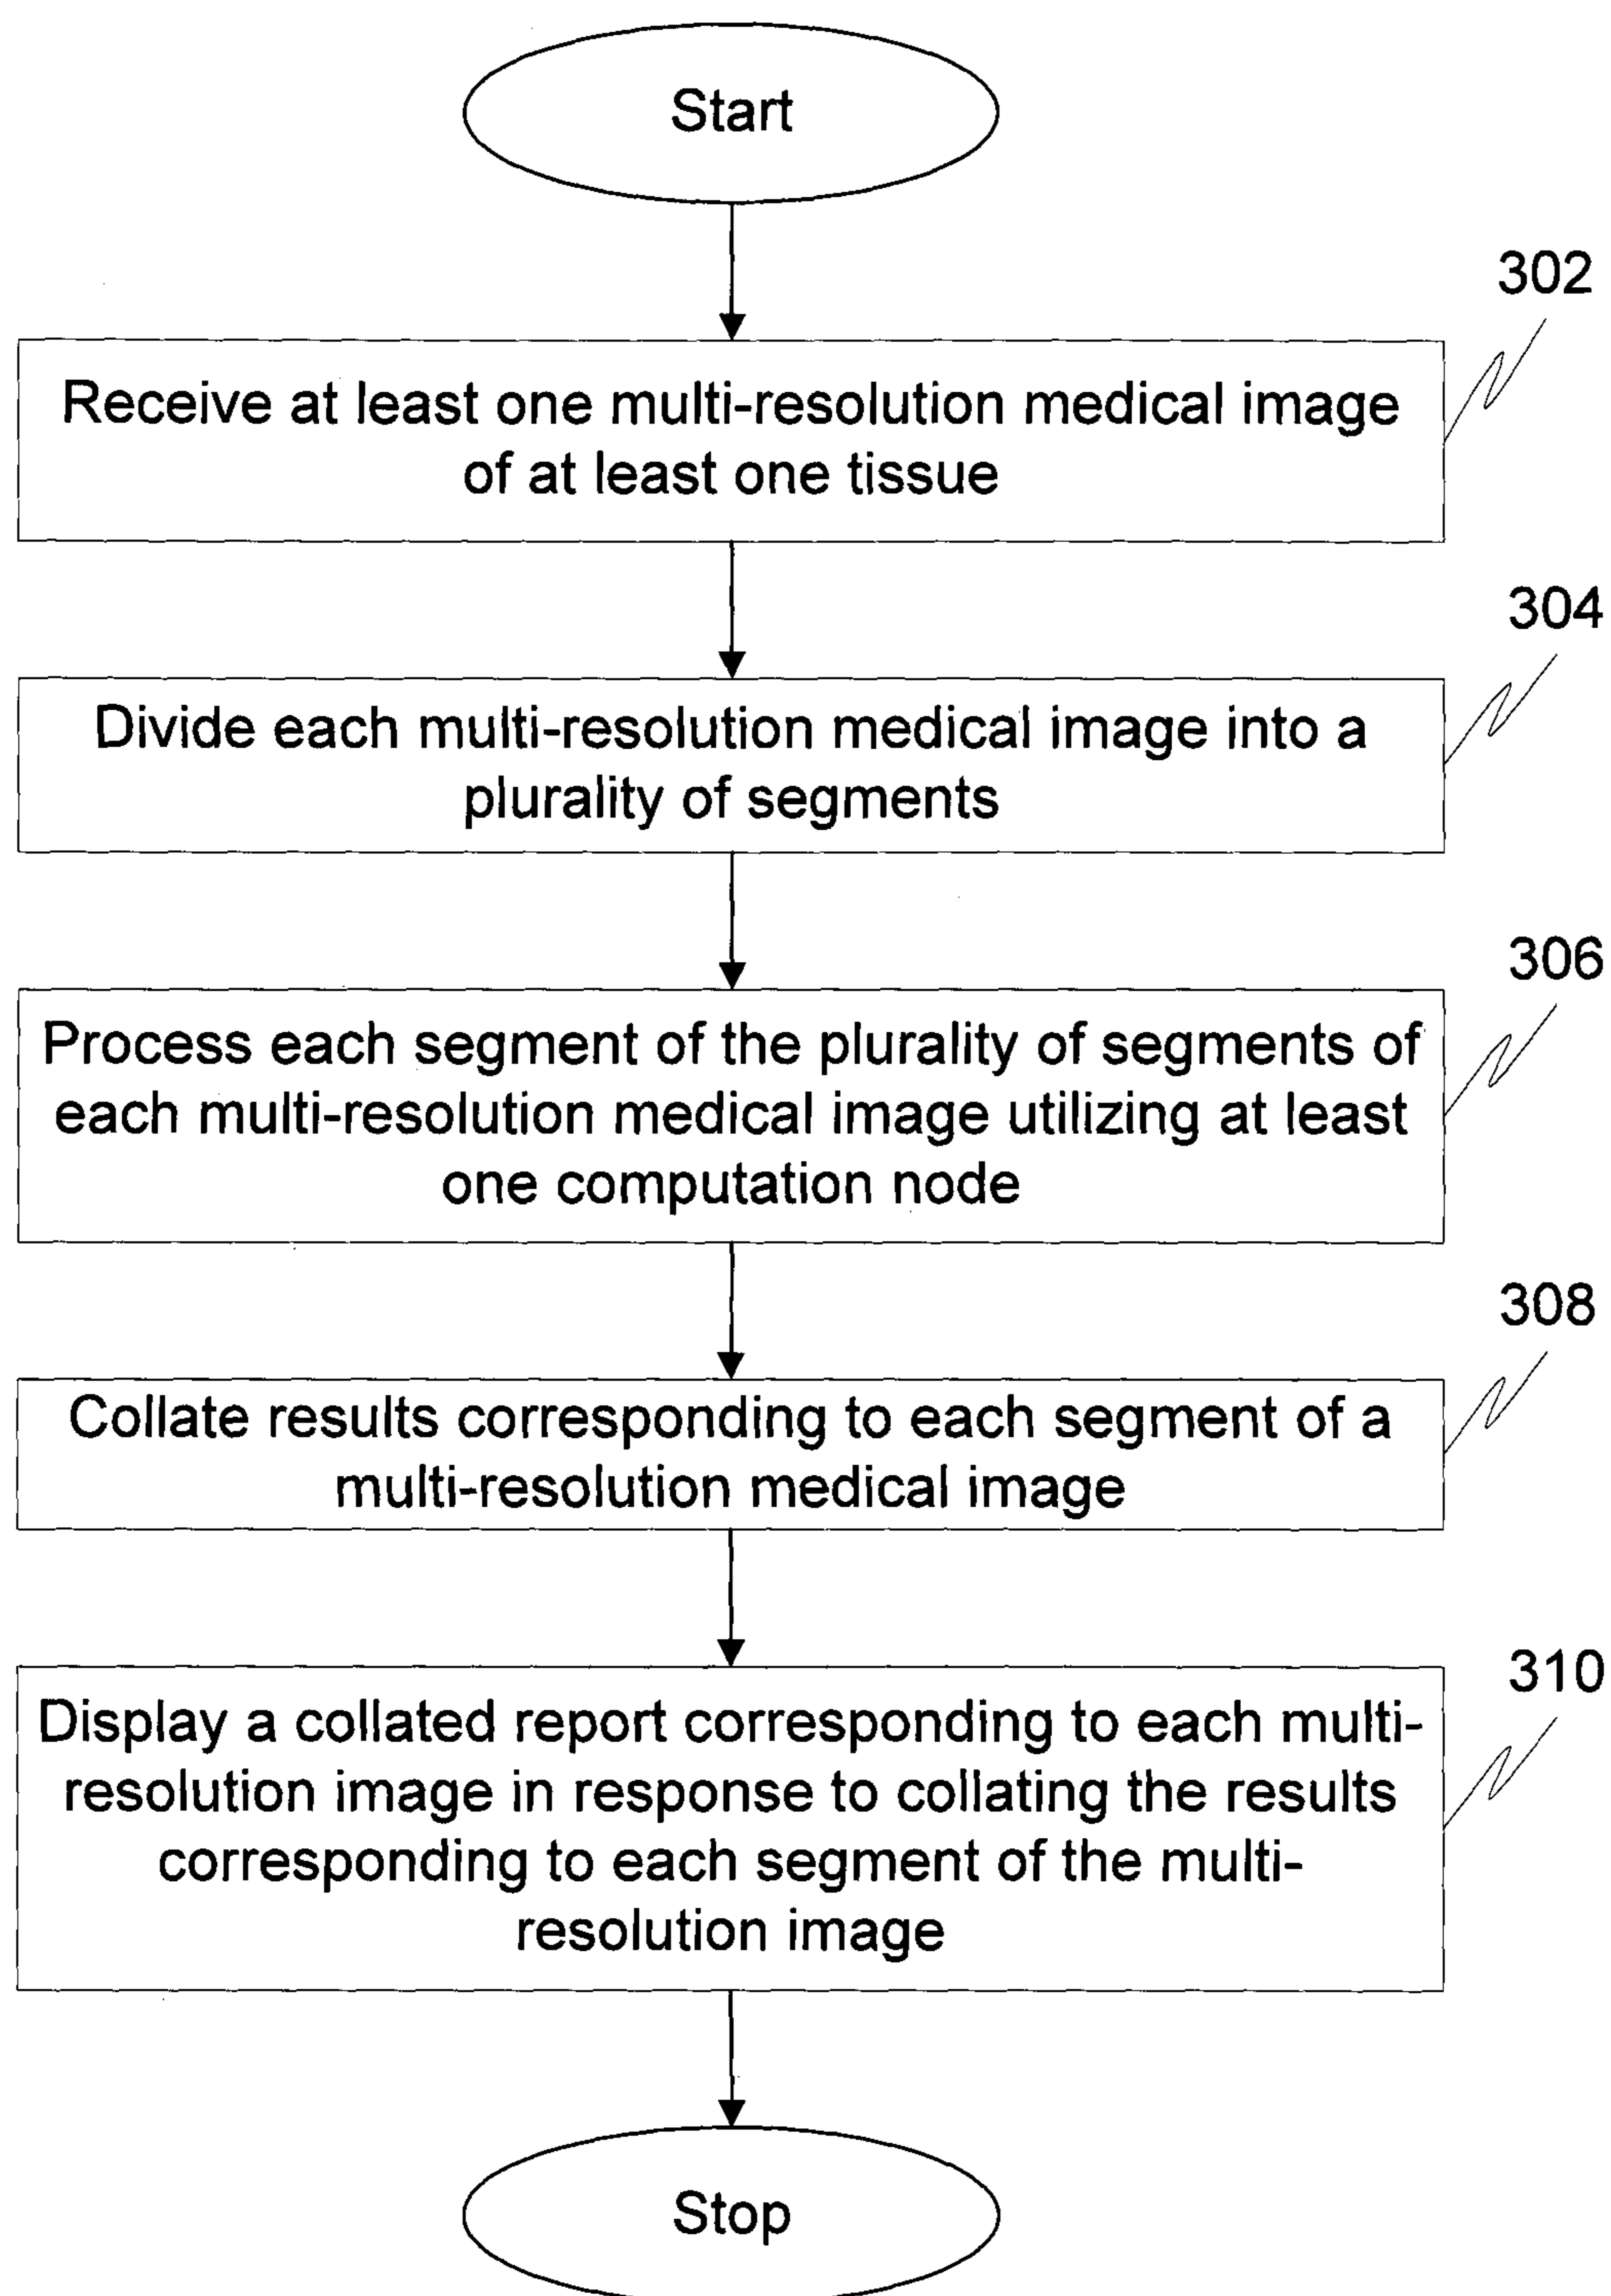 Start
302
Receive at least one multi-resolution medical image
of at least one tissue
304
Divide each multi-resolution medical image into a
plurality of segments
306
Process each segment of the plurality of segments of
each multi-resolution medical image utilizing at least
one computation node
308
Collate results corresponding to each segment of a
multi-resolution medical image
310
Display a collated report corresponding to each multi-
resolution image in response to collating the results
corresponding to each segment of the multi-
resolution image
Stop